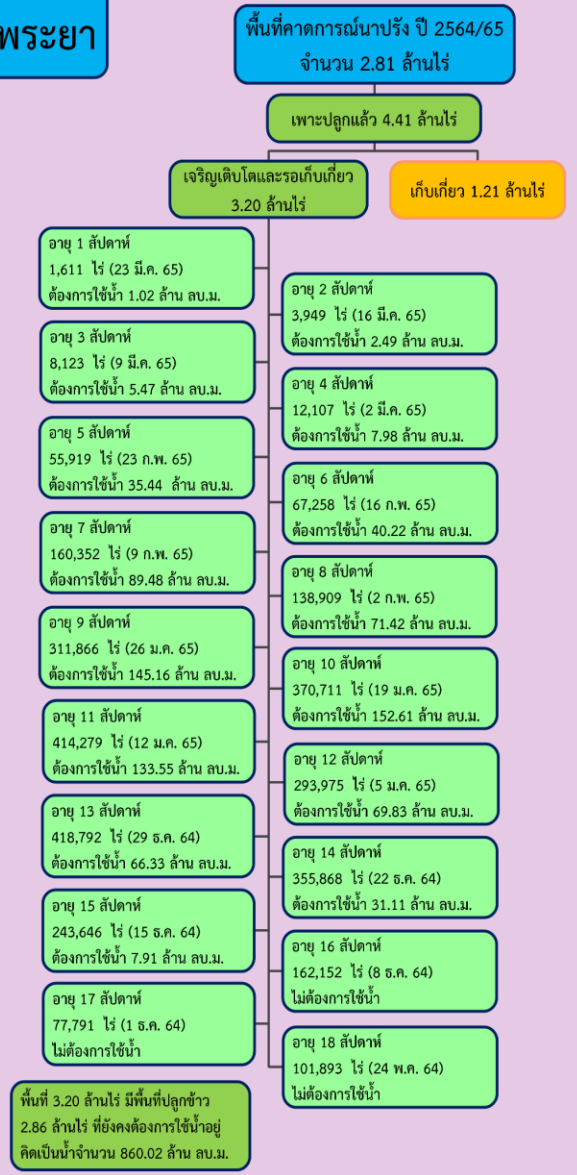 พระยา
พื้นที่คาดการณ์นาปรัง ปี 2564/65
จำนวน 2.81 ล้านไร่
เพาะปลูกแล้ว 4.41 ล้านไร่
เจริญเติบโตและรอเก็บเกี่ยว
3.20 ล้านไร่
เก็บเกี่ยว 1.21 ล้านไร่
อายุ 1 สัปดาห์
1,611 ไร่ (23 มี.ค. 65)
ต้องการใช้น้ำ 1.02 ล้าน ลบ.ม.
อายุ 2 สัปดาห์
3,949 ไร่ (16 มี.ค. 65)
ต้องการใช้น้ำ 2.49 ล้าน ลบ.ม.
อายุ 3 สัปดาห์
8,123 ไร่ (9 มี.ค. 65)
ต้องการใช้น้ำ 5.47 ล้าน ลบ.ม.
อายุ 4 สัปดาห์
12,107 ไร่ (2 มี.ค. 65)
ต้องการใช้น้ำ 7.98 ล้าน ลบ.ม.
อายุ 5 สัปดาห์
55,919 ไร่ (23 ก.พ. 65)
ต้องการใช้น้ำ 35.44 ล้าน ลบ.ม.
อายุ 6 สัปดาห์
67,258 ไร่ (16 ก.พ. 65)
ต้องการใช้น้ำ 40.22 ล้าน ลบ.ม.
อายุ 7 สัปดาห์
160,352 ไร่ (9 ก.พ. 65)
ต้องการใช้น้ำ 89.48 ล้าน ลบ.ม.
อายุ 8 สัปดาห์
138,909 ไร่ (2 ก.พ. 65)
ต้องการใช้น้ำ 71.42 ล้าน ลบ.ม.
อายุ 9 สัปดาห์
311,866 ไร่ (26 ม.ค. 65)
ต้องการใช้น้ำ 145.16 ล้าน ลบ.ม.
อายุ 10 สัปดาห์
370,711 ไร่ (19 ม.ค. 65)
ต้องการใช้น้ำ 152.61 ล้าน ลบ.ม.
อายุ 11 สัปดาห์
414,279 ไร่ (12 ม.ค. 65)
ต้องการใช้น้ำ 133.55 ล้าน ลบ.ม.
อายุ 12 สัปดาห์
293,975 ไร่ (5 ม.ค. 65)
ต้องการใช้น้ำ 69.83 ล้าน ลบ.ม.
อายุ 13 สัปดาห์
418,792 ไร่ (29 ธ.ค. 64)
ต้องการใช้น้ำ 66.33 ล้าน ลบ.ม.
อายุ 14 สัปดาห์
355,868 ไร่ (22 ธ.ค. 64)
ต้องการใช้น้ำ 31.11 ล้าน ลบ.ม.
อายุ 15 สัปดาห์
243,646 ไร่ (15 ธ.ค. 64)
ต้องการใช้น้ำ 7.91 ล้าน ลบ.ม.
อายุ 16 สัปดาห์
162,152 ไร่ (8 ธ.ค. 64)
ไม่ต้องการใช้น้ำ
อายุ 17 สัปดาห์
77,791 ไร่ (1 ธ.ค. 64)
ไม่ต้องการใช้น้ำ
อายุ 18 สัปดาห์
101,893 ไร่ (24 พ.ค. 64)
ไม่ต้องการใช้น้ำ
พื้นที่ 3.20 ล้านไร่ มีพื้นที่ปลูกข้าว
2.86 ล้านไร่ ที่ยังคงต้องการใช้น้ำอยู่
คิดเป็นน้ำจำนวน 860.02 ล้าน ลบ.ม.